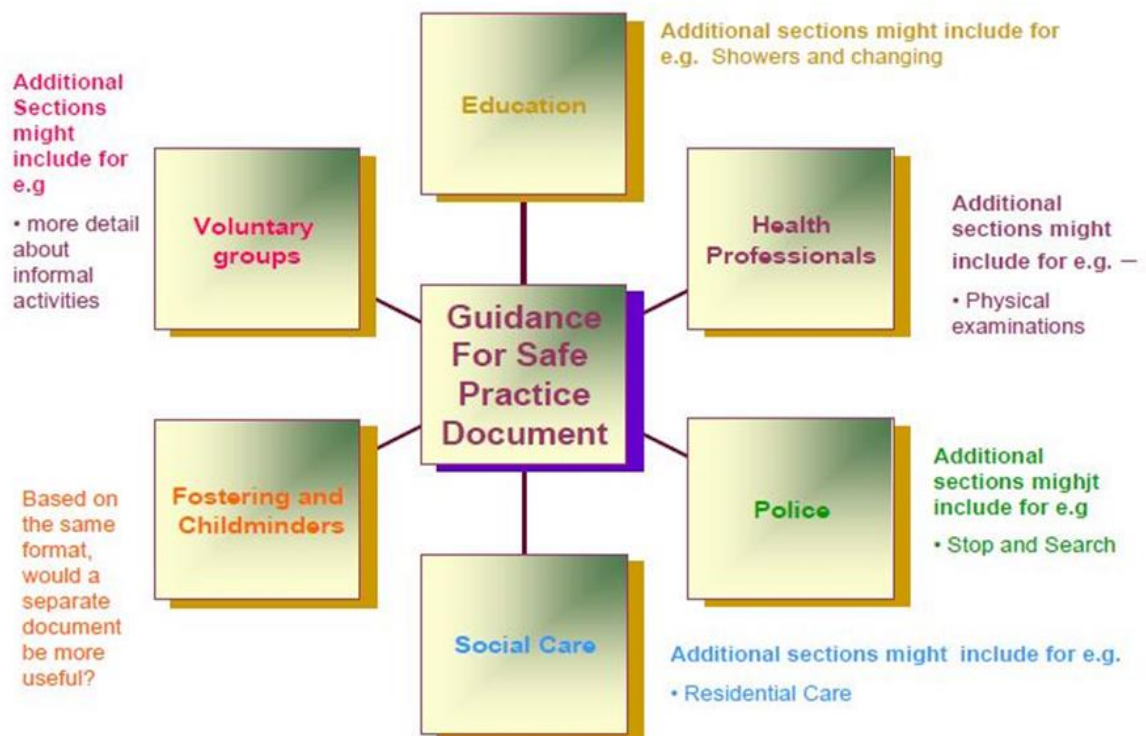 Additional sections might include for
e.g. Showers and changing
Education
Additional
Sections
might
include for
e.g
• more detail
about
informal
activities
Voluntary
groups
Health
Professionals
Additional
sections might
include for e.g. –
• Physical
examinations
Guidance
For Safe
Practice
Document
Fostering and
Childminders
Based on
the same
format,
would a
separate
document
be more
useful?
Police
Additional
sections mighjt
include for e.g
• Stop and Search
Social Care
Additional sections might include for e.g.
• Residential Care